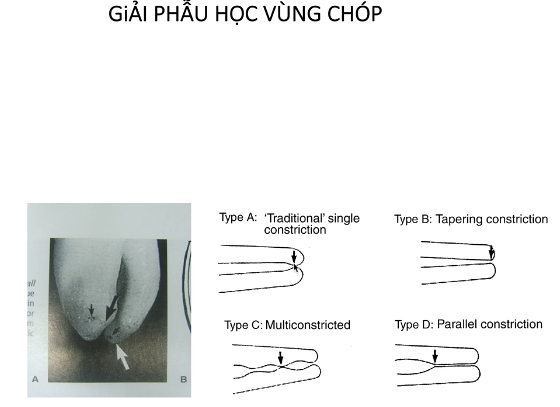 GiẢI PHẪU HỌC VÙNG CHÓP
Type A: 'Traditional' single
constriction
Type B: Tapering constriction
Type C: Multiconstricted
Type D: Parallel constriction
A
B